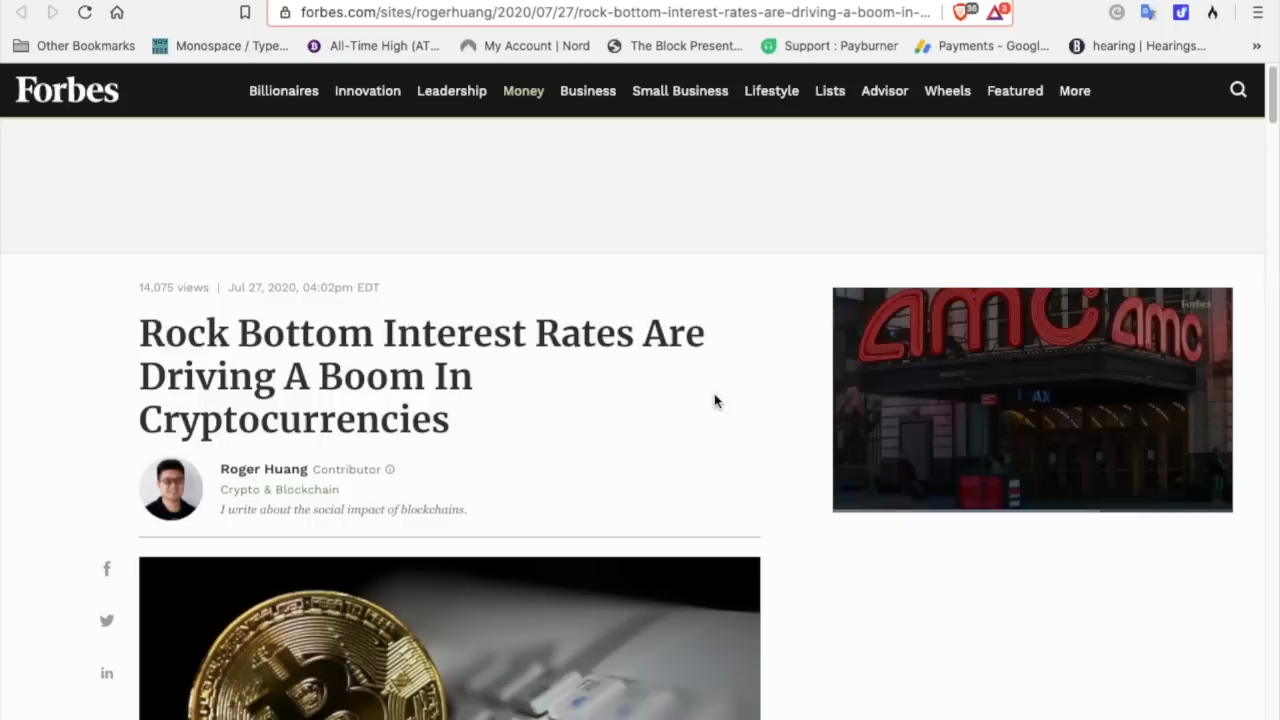 forbes.com/sites/rogerhuang/2020/07/27/rock-bottom-interest-rates-are-driving-a-boom-in-...
36
3
Other Bookmarks
Monospace / Type...
All-Time High (AT...
My Account | Nord
The Block Present...
Support : Payburner
Payments - Googl...
hearing | Hearings...
»
Forbes
Billionaires Innovation Leadership Money Business Small Business Lifestyle Lists Advisor Wheels Featured More
14,075 views | Jul 27, 2020, 04:02pm EDT
Rock Bottom Interest Rates Are
Driving A Boom In
Cryptocurrencies
Roger Huang Contributor
Crypto & Blockchain
I write about the social impact of blockchains.
amc amc
Forbes